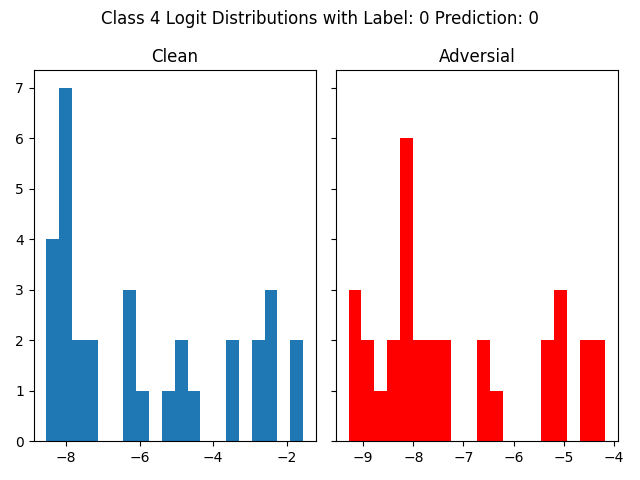 Class 4 Logit Distributions with Label: 0 Prediction: 0
Clean
Adversial
7
6
5
4
3
2
1
0
−8 −6 −4 −2
−9 −8 −7 −6 −5 −4